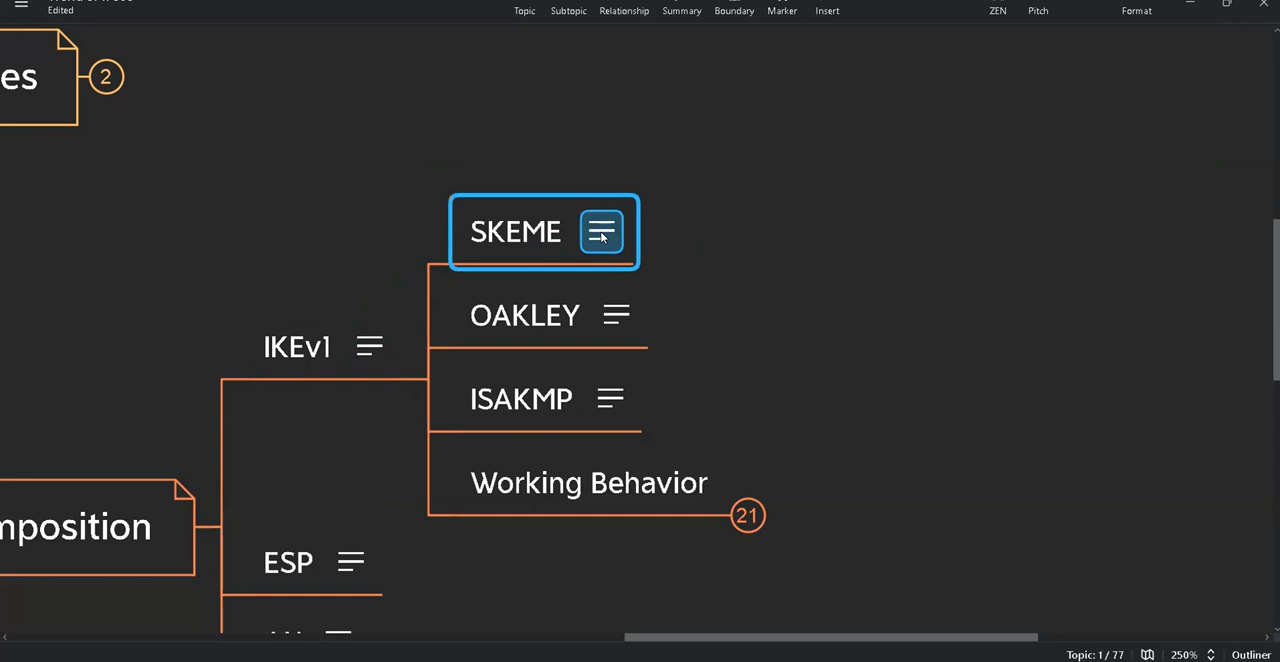 Edited
Topic Subtopic Relationship Summary Boundary Marker Insert ZEN Pitch Format
es
2
SKEME
OAKLEY
IKEv1
ISAKMP
Working Behavior
21
mposition
ESP
Topic: 1 / 77 250% Outliner